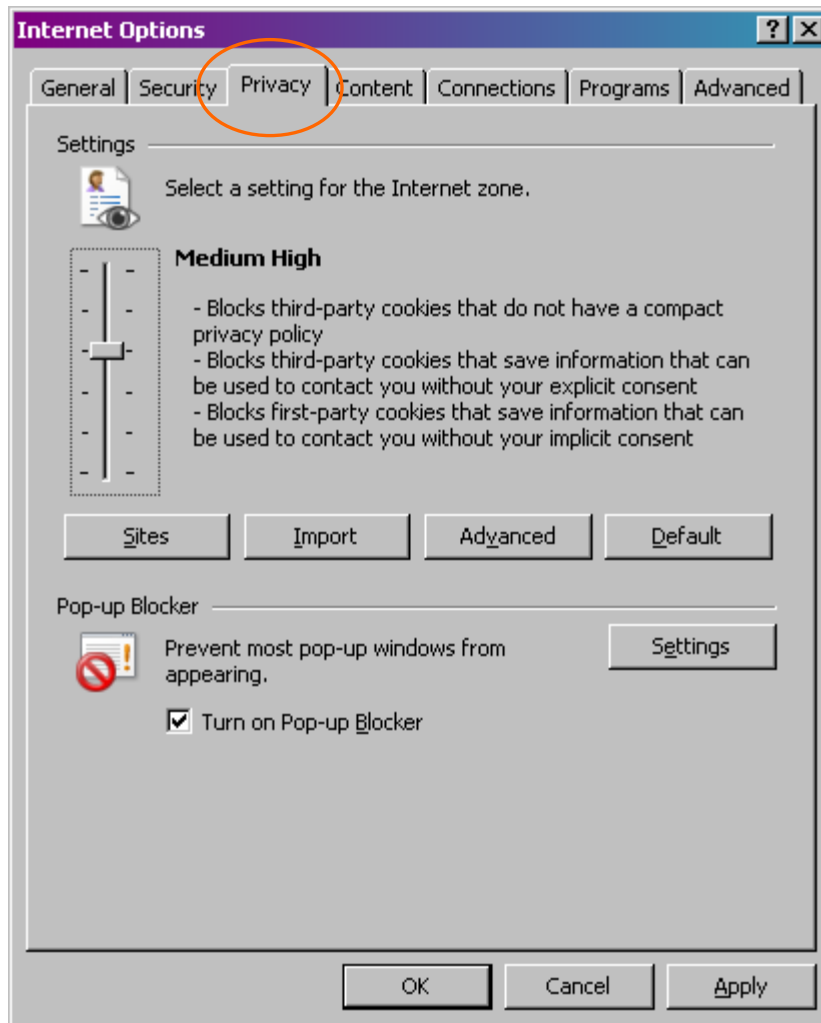 Internet Options
General Security Privacy Content Connections Programs Advanced
Settings
Select a setting for the Internet zone.
Medium High
- Blocks third-party cookies that do not have a compact
privacy policy
- Blocks third-party cookies that save information that can
be used to contact you without your explicit consent
- Blocks first-party cookies that save information that can
be used to contact you without your implicit consent
Sites Import Advanced Default
Pop-up Blocker
Prevent most pop-up windows from
appearing.
Settings
Turn on Pop-up Blocker
OK Cancel Apply